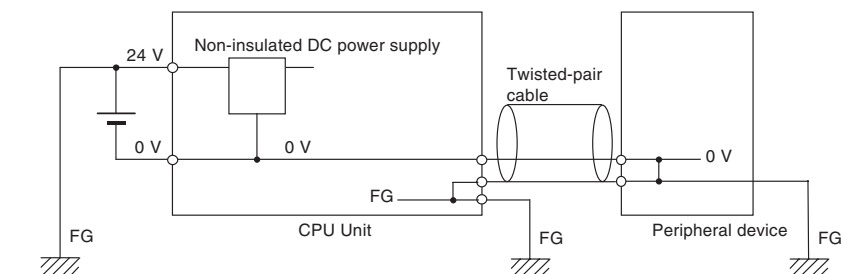 Non-insulated DC power supply
24 V
Twisted-pair
cable
0 V
0 V
0 V
FG
CPU Unit
Peripheral device
FG
FG
FG